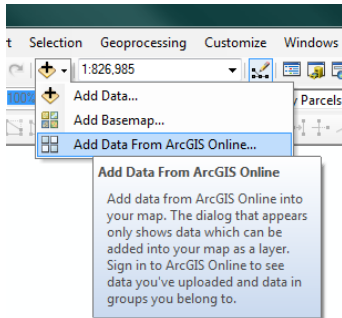 t Selection Geoprocessing Customize Windows
1:826,985
100%
Add Data...
y Parcels
Add Basemap...
Add Data From ArcGIS Online...
Add Data From ArcGIS Online
Add data from ArcGIS Online into
your map. The dialog that appears
only shows data which can be
added into your map as a layer.
Sign in to ArcGIS Online to see
data you've uploaded and data in
groups you belong to.